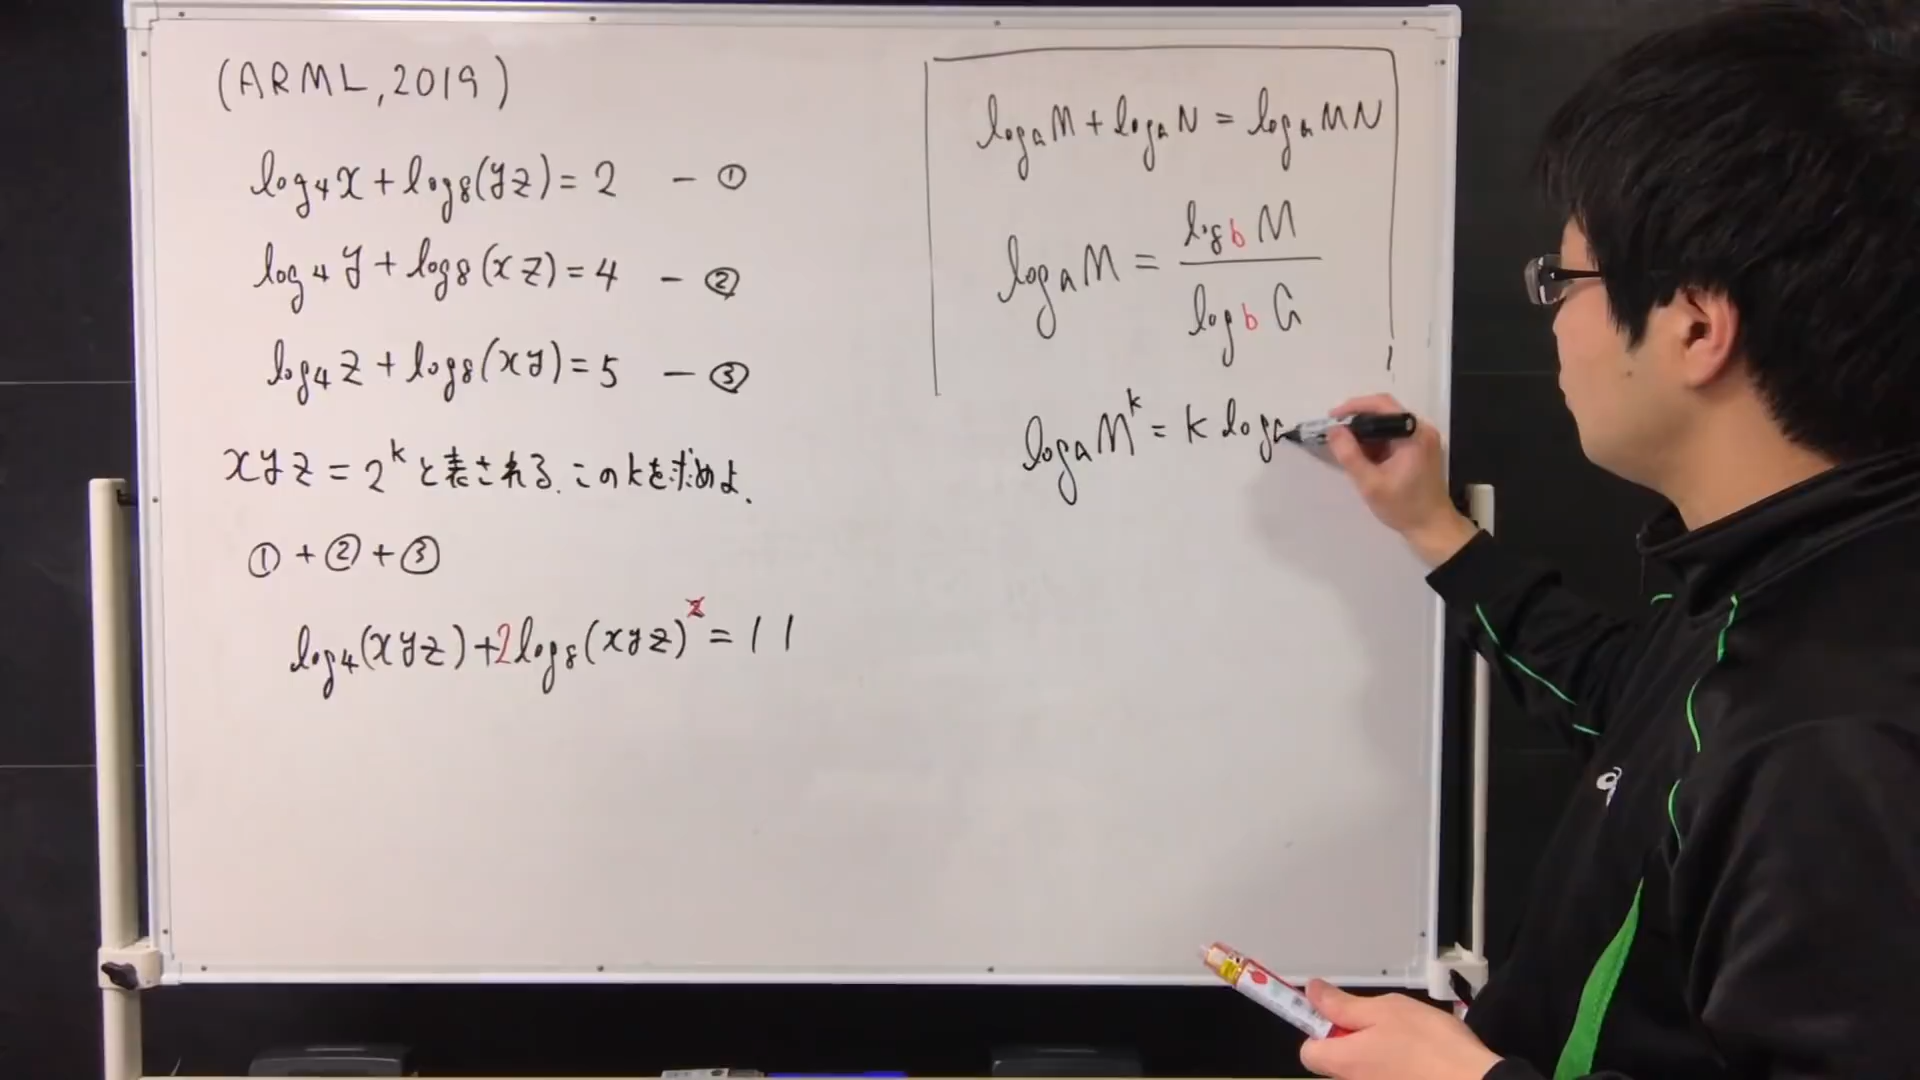 (ARML,2019)
log₄x + log₈(yz) = 2 － ①
log₄y + log₈(xz) = 4 － ②
log₄z + log₈(xy) = 5 － ③
xyz = 2ᵏ と表される. このkを求めよ.
① + ② + ③
log₄(xyz) + 2log₈(xyz)² = 11
logₐM + logₐN = logₐMN
logₐM = log_b M / log_b a
logₐMᵏ = k logₐ